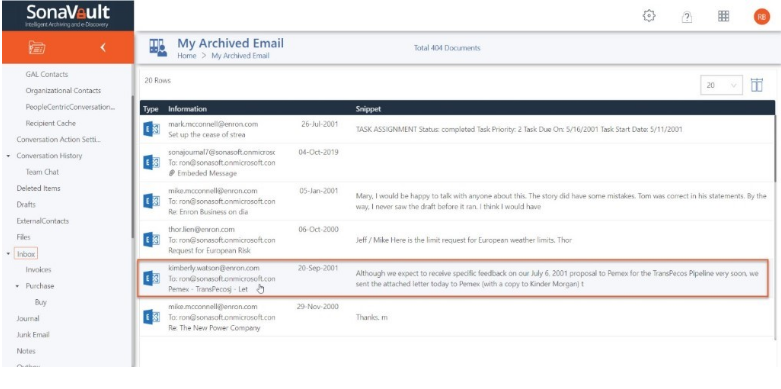 SonaVault
Intelligent Archiving and e-Discovery
RB
My Archived Email
Home > My Archived Email
Total 404 Documents
GAL Contacts
Organizational Contacts
PeopleCentricConversation...
Recipient Cache
Conversation Action Setti...
Conversation History
Team Chat
Deleted Items
Drafts
ExternalContacts
Files
Inbox
Invoices
Purchase
Buy
Journal
Junk Email
Notes
20 Rows
20
Type Information Snippet
mark.mcconnell@enron.com 26-Jul-2001
Set up the cease of strea
TASK ASSIGNMENT Status: completed Task Priority: 2 Task Due On: 5/16/2001 Task Start Date: 5/11/2001
sonajournal7@sonasoft.onmicrosc 04-Oct-2019
To: ron@sonasoft.onmicrosoft.con
Embeded Message
mike.mcconnell@enron.com 05-Jan-2001
To: ron@sonasoft.onmicrosoft.con
Re: Enron Business on dia
Mary, I would be happy to talk with anyone about this. The story did have some mistakes. Tom was correct in his statements. By the
way, I never saw the draft before it ran. I think I would have
thor.lien@enron.com 06-Oct-2000
To: ron@sonasoft.onmicrosoft.con
Request for European Risk
Jeff / Mike Here is the limit request for European weather limits. Thor
kimberly.watson@enron.com 20-Sep-2001
To: ron@sonasoft.onmicrosoft.con
Pemex - TransPecosj - Let
Although we expect to receive specific feedback on our July 6, 2001 proposal to Pemex for the TransPecos Pipeline very soon, we
sent the attached letter today to Pemex (with a copy to Kinder Morgan) t
mike.mcconnell@enron.com 29-Nov-2000
To: ron@sonasoft.onmicrosoft.con
Re: The New Power Company
Thanks. m